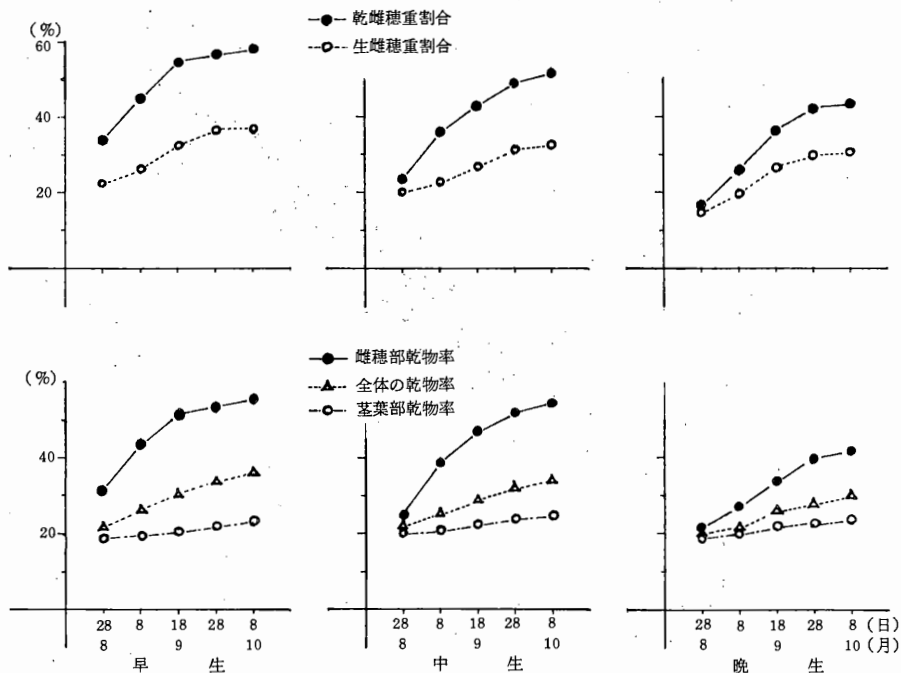 (%)
乾雌穂重割合
生雌穂重割合
60
40
20
(%)
雌穂部乾物率
全体の乾物率
茎葉部乾物率
40
20
28 8 18 28 8 28 8 18 28 8 28 8 18 28 8 (日)
8 9 10 8 9 10 8 9 10 (月)
早 生 中 生 晩 生